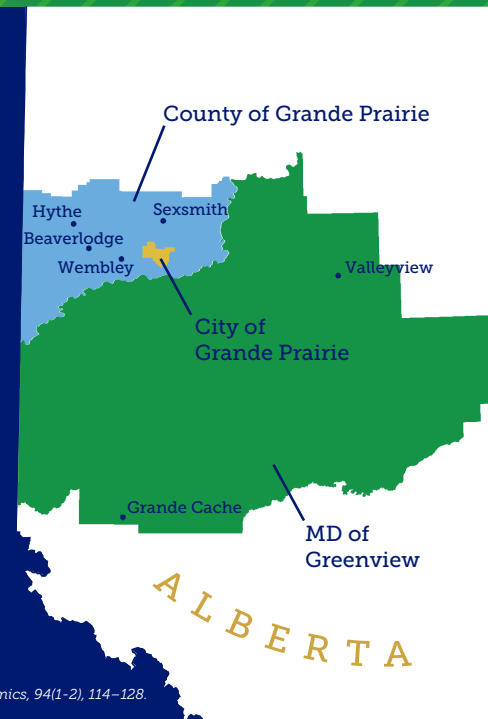 County of Grande Prairie
Hythe
Sexsmith
Beaverlodge
Wembley
Valleyview
City of
Grande Prairie
Grande Cache
MD of
Greenview
ALBERTA
94(1-2), 114–128.